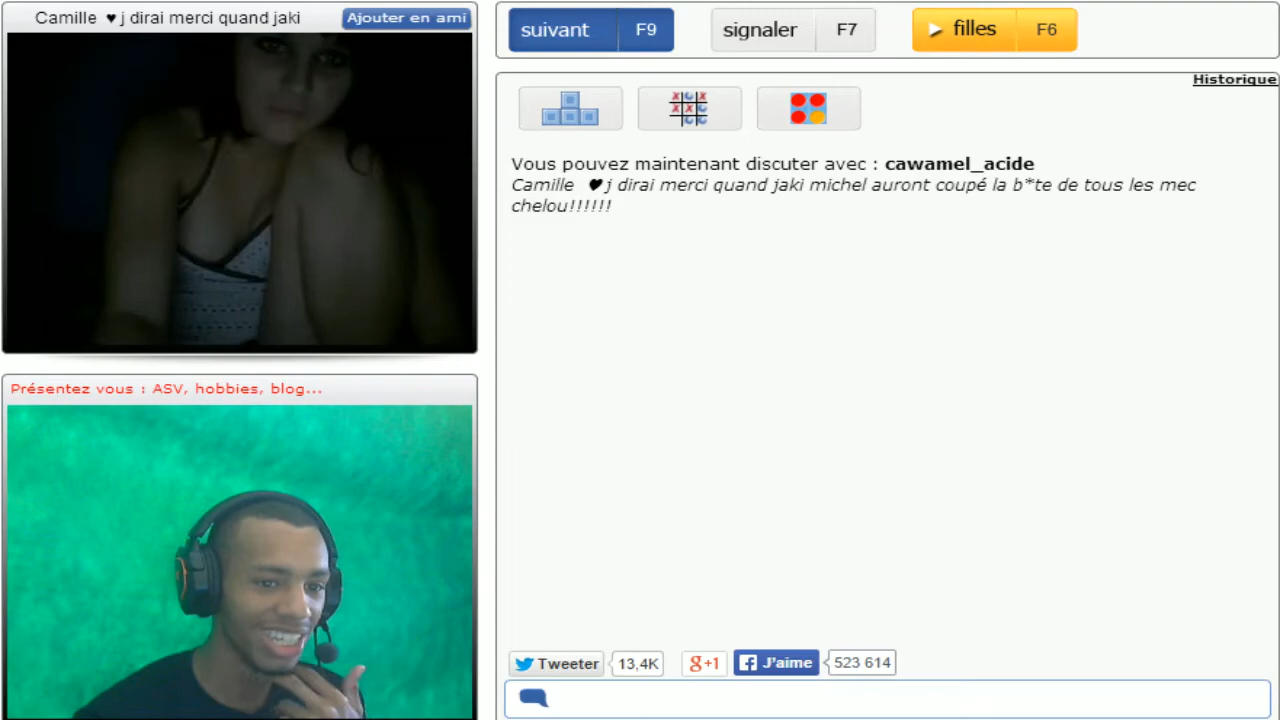 Camille ♥ j dirai merci quand jaki
Ajouter en ami
suivant F9
signaler F7
filles F6
Historique
Vous pouvez maintenant discuter avec : cawamel_acide
Camille ♥ j dirai merci quand jaki michel auront coupé la b*te de tous les mec
chelou!!!!!!
Présentez vous : ASV, hobbies, blog...
Tweeter 13,4K g+1 J'aime 523 614